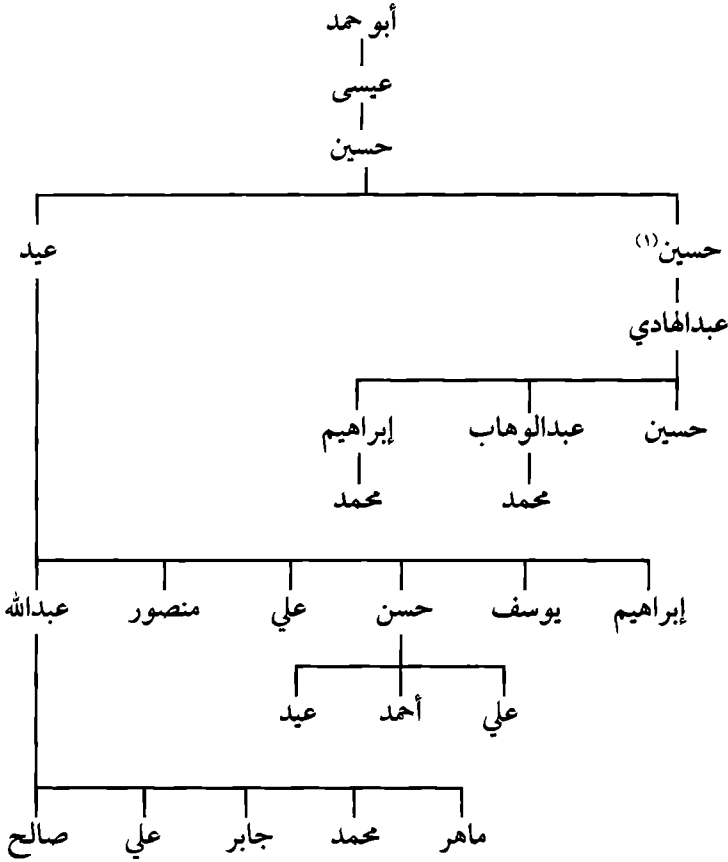 أبو حمد
عيسى
حسين
حسين(١) عيد
عبدالهادي
حسين عبدالوهاب إبراهيم
محمد محمد
إبراهيم يوسف حسن علي منصور عبدالله
علي أحمد عيد
ماهر محمد جابر علي صالح